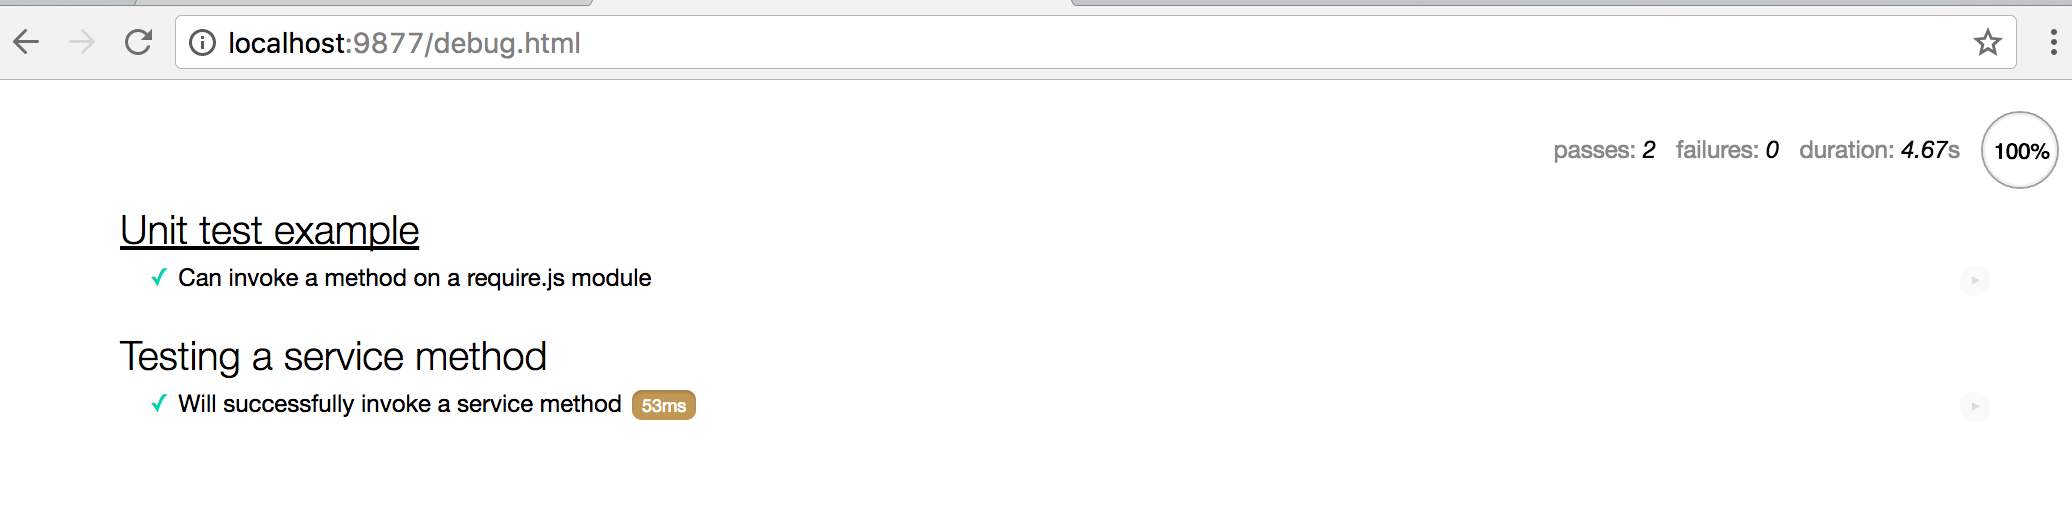 localhost:9877/debug.html
passes: 2 failures: 0 duration: 4.67s 100%
Unit test example
✓ Can invoke a method on a require.js module
Testing a service method
✓ Will successfully invoke a service method 53ms